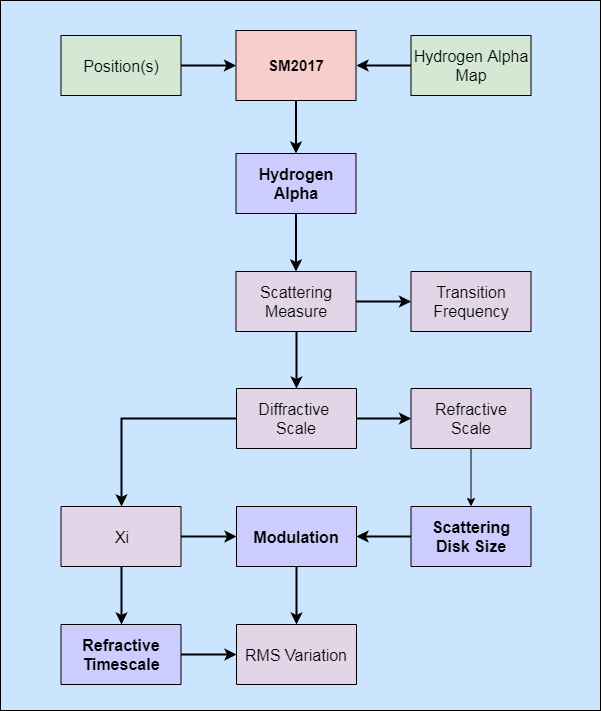 Position(s)
SM2017
Hydrogen Alpha
Map
Hydrogen
Alpha
Scattering
Measure
Transition
Frequency
Diffractive
Scale
Refractive
Scale
Xi
Modulation
Scattering
Disk Size
Refractive
Timescale
RMS Variation